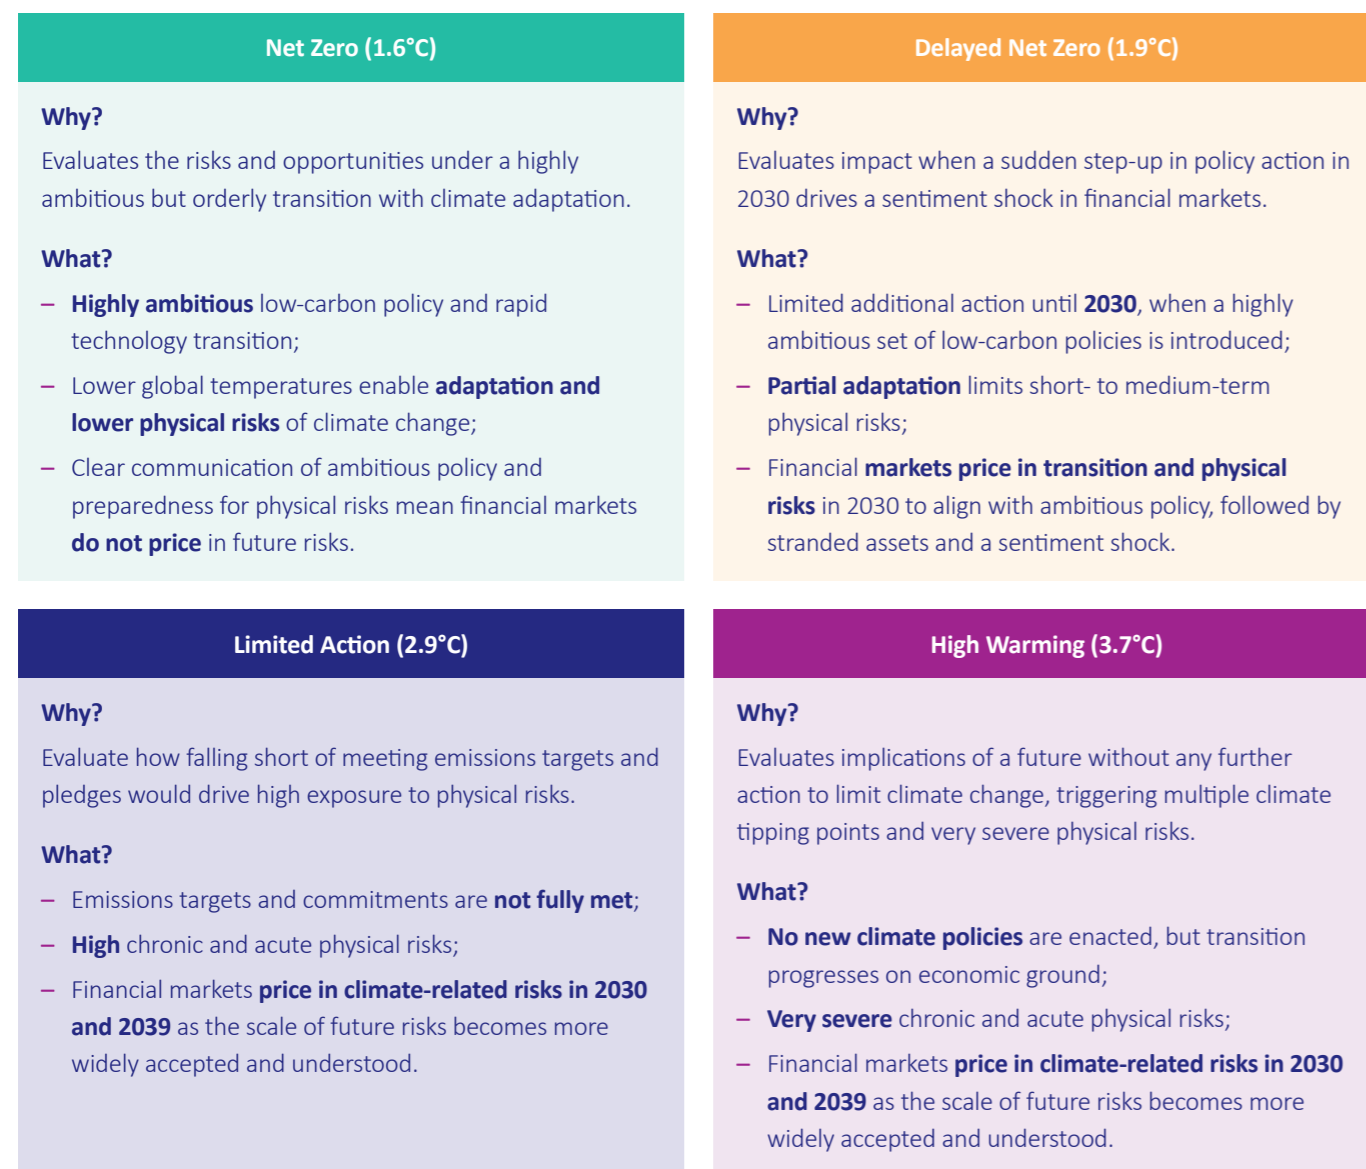 Net Zero (1.6°C)
Why?
Evaluates the risks and opportunities under a highly
ambitious but orderly transition with climate adaptation.
What?
– Highly ambitious low-carbon policy and rapid
technology transition;
– Lower global temperatures enable adaptation and
lower physical risks of climate change;
– Clear communication of ambitious policy and
preparedness for physical risks mean financial markets
do not price in future risks.
Delayed Net Zero (1.9°C)
Why?
Evaluates impact when a sudden step-up in policy action in
2030 drives a sentiment shock in financial markets.
What?
– Limited additional action until 2030, when a highly
ambitious set of low-carbon policies is introduced;
– Partial adaptation limits short- to medium-term
physical risks;
– Financial markets price in transition and physical
risks in 2030 to align with ambitious policy, followed by
stranded assets and a sentiment shock.
Limited Action (2.9°C)
Why?
Evaluate how falling short of meeting emissions targets and
pledges would drive high exposure to physical risks.
What?
– Emissions targets and commitments are not fully met;
– High chronic and acute physical risks;
– Financial markets price in climate-related risks in 2030
and 2039 as the scale of future risks becomes more
widely accepted and understood.
High Warming (3.7°C)
Why?
Evaluates implications of a future without any further
action to limit climate change, triggering multiple climate
tipping points and very severe physical risks.
What?
– No new climate policies are enacted, but transition
progresses on economic ground;
– Very severe chronic and acute physical risks;
– Financial markets price in climate-related risks in 2030
and 2039 as the scale of future risks becomes more
widely accepted and understood.